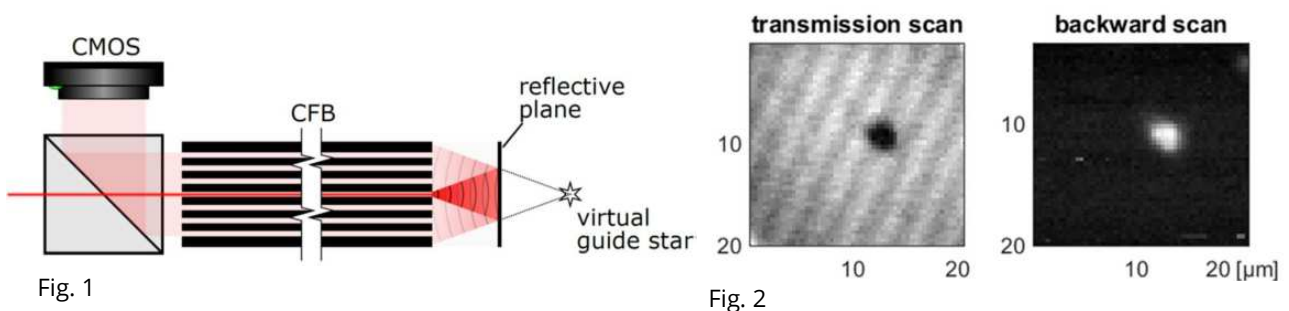 CMOS
CFB
reflective
plane
virtual
guide star
Fig. 1
transmission scan
10
20
10
20
backward scan
10
20
10
20 [µm]
Fig. 2